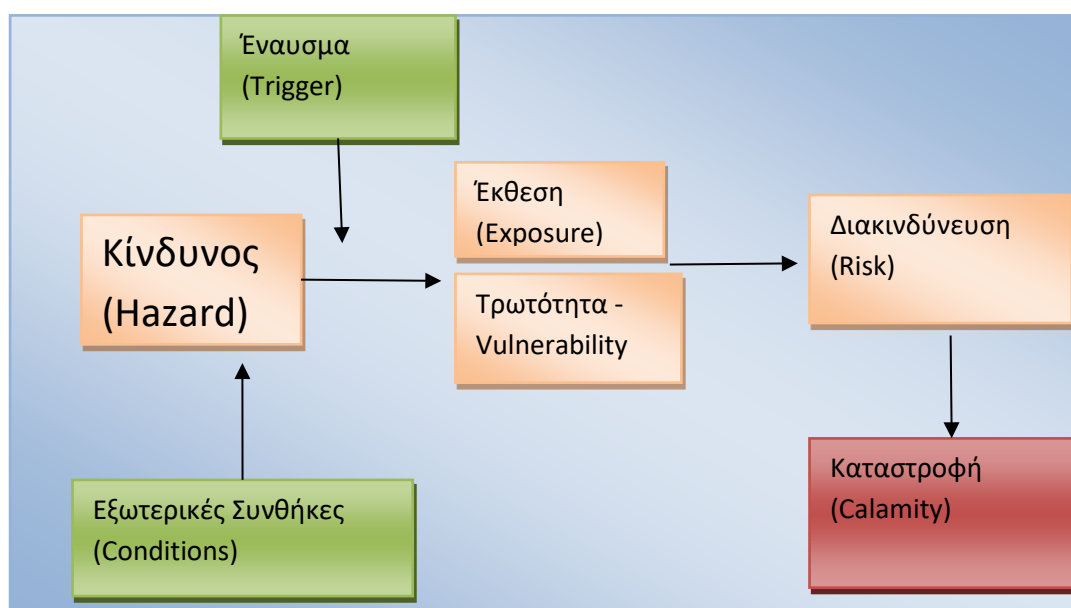 Έναυσμα
(Trigger)
Έκθεση
(Exposure)
Διακινδύνευση
(Risk)
Κίνδυνος
(Hazard)
Τρωτότητα -
Vulnerability
Καταστροφή
(Calamity)
Εξωτερικές Συνθήκες
(Conditions)